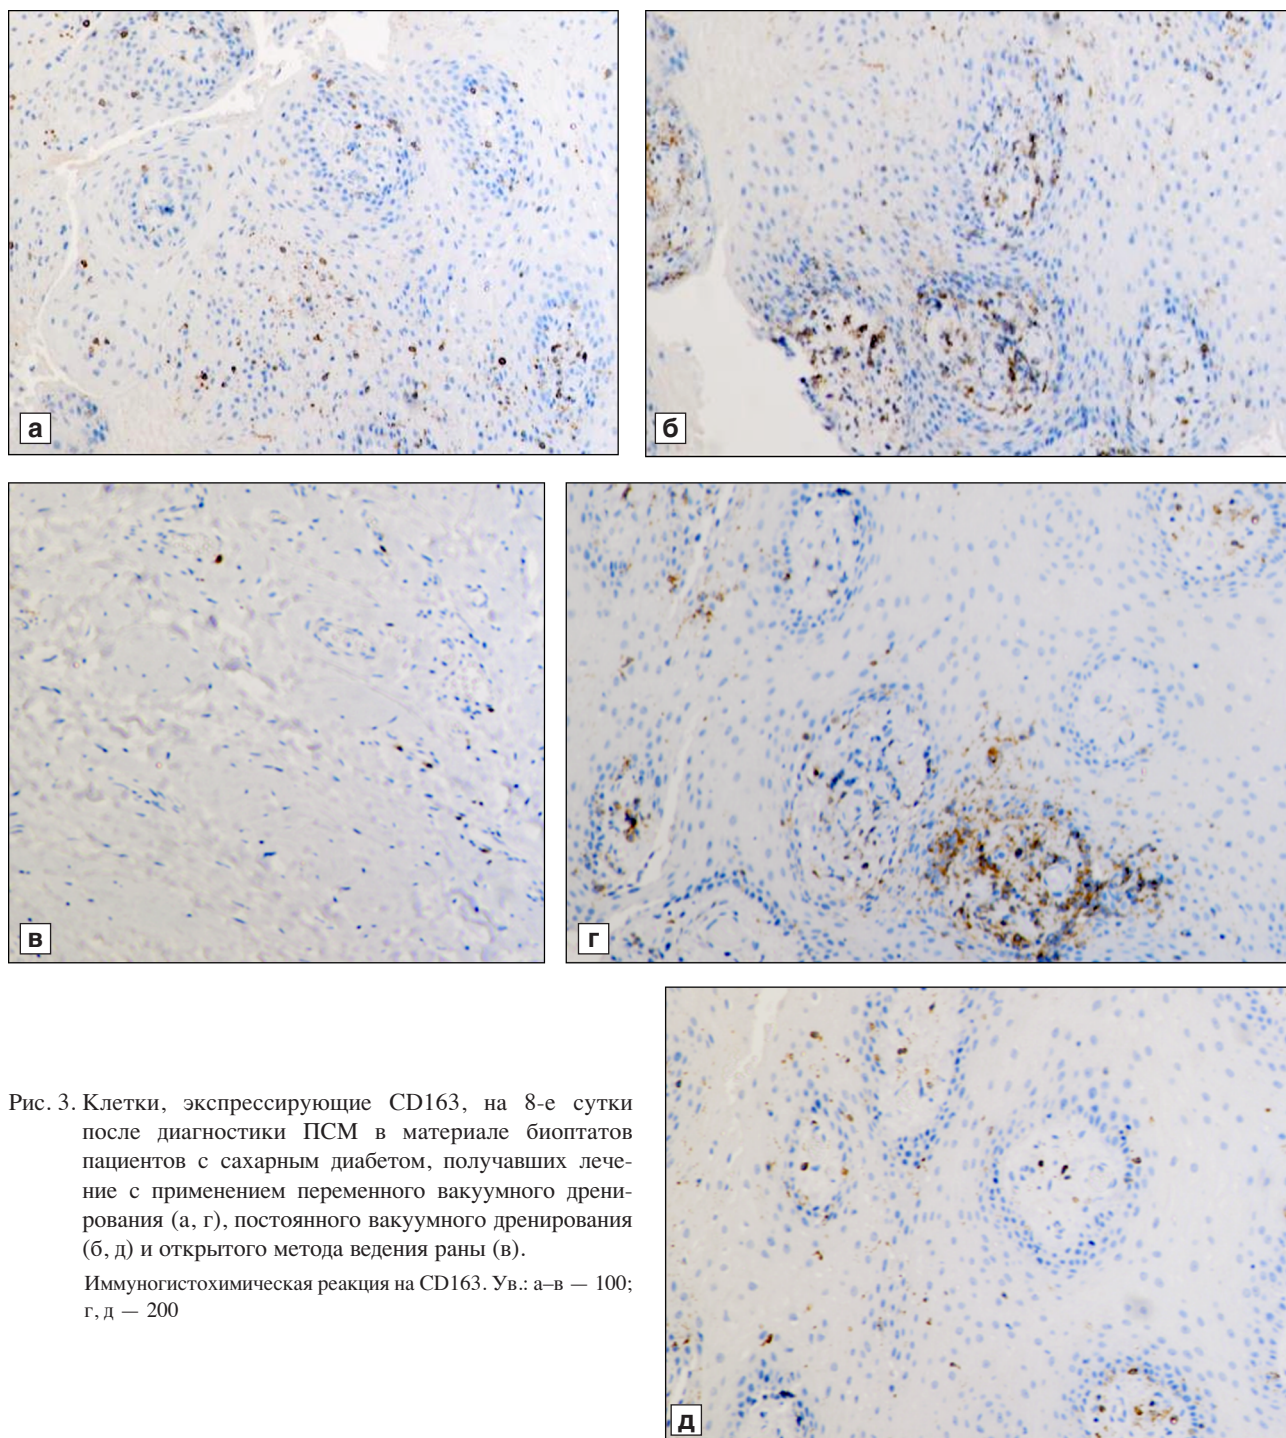 а
б
в
г
Рис. 3. Клетки, экспрессирующие CD163, на 8-е сутки
после диагностики ПСМ в материале биоптатов
пациентов с сахарным диабетом, получавших лече-
ние с применением переменного вакуумного дрени-
рования (а, г), постоянного вакуумного дренирования
(б, д) и открытого метода ведения раны (в).
Иммуногистохимическая реакция на CD163. Ув.: а–в — 100;
г, д — 200
д